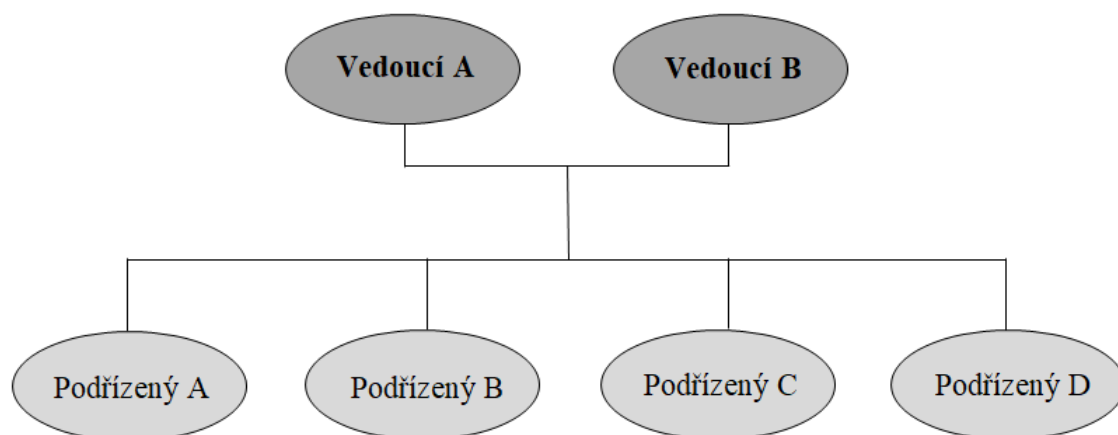 Vedoucí A
Vedoucí B
Podřízený A
Podřízený B
Podřízený C
Podřízený D